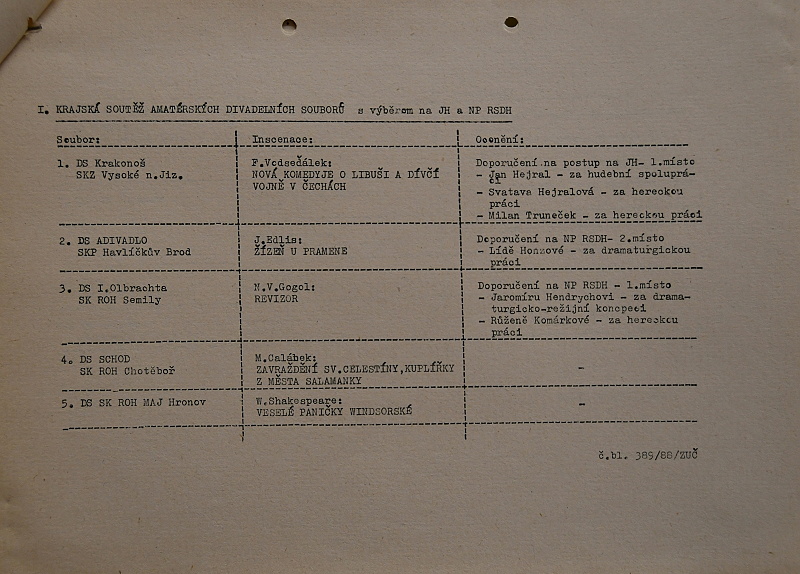 I. KRAJSKÁ SOUTĚŽ AMATÉRSKÝCH DIVADELNÍCH SOUBORŮ s výběrem na JH a NP RSDH
Soubor: Inscenace: Ocenění:
1. DS Krakonoš
SKZ Vysoké n.Jiz.
F.Vodsedálek:
NOVÁ KOMEDYJE O LIBUŠI A DÍVČÍ
VOJNĚ V ČECHÁCH
Doporučení na postup na JH- 1.místo
- Jan Hejral - za hudební spoluprá-
ci
- Svatava Hejralová - za hereckou
práci
- Milan Truneček - za hereckou práci
2. DS ADIVADLO
SKP Havlíčkův Brod
J.Edlis:
ŽÍZEŇ U PRAMENE
Doporučení na NP RSDH- 2.místo
- Lídě Honzové - za dramaturgickou
práci
3. DS I.Olbrachta
SK ROH Semily
N.V.Gogol:
REVIZOR
Doporučení na NP RSDH - 1.místo
- Jaromíru Hendrychovi - za drama-
turgicko-režijní koncpeci
- Růženě Komárkové - za hereckou
práci
4. DS SCHOD
SK ROH Chotěboř
M.Calábek:
ZAVRAŽDĚNÍ SV.CELESTÍNY,KUPLÍŘKY
Z MĚSTA SALAMANKY
-
5. DS SK ROH MAJ Hronov
W.Shakespeare:
VESELÉ PANIČKY WINDSORSKÉ
-
č.bl. 389/88/ZUČ